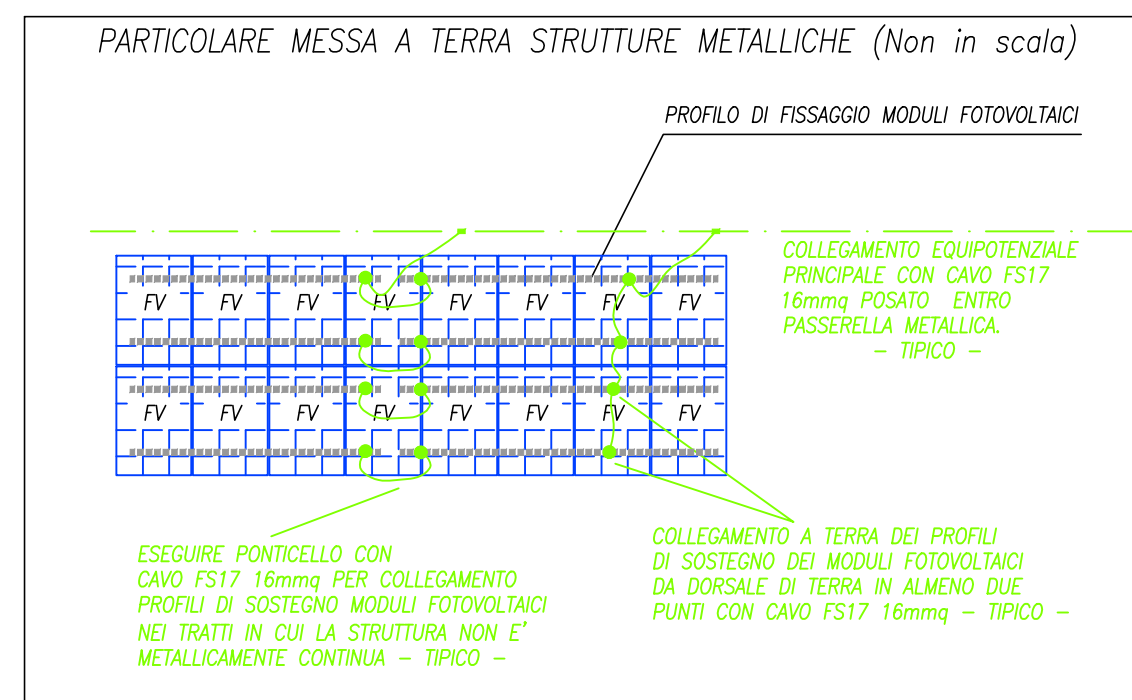 PARTICOLARE MESSA A TERRA STRUTTURE METALLICHE (Non in scala)
PROFILO DI FISSAGGIO MODULI FOTOVOLTAICI
COLLEGAMENTO EQUIPOTENZIALE
PRINCIPALE CON CAVO FS17
16mmq POSATO ENTRO
PASSERELLA METALLICA.
– TIPICO –
FV FV FV FV FV FV FV FV
FV FV FV FV FV FV FV FV
ESEGUIRE PONTICELLO CON
CAVO FS17 16mmq PER COLLEGAMENTO
PROFILI DI SOSTEGNO MODULI FOTOVOLTAICI
NEI TRATTI IN CUI LA STRUTTURA NON E'
METALLICAMENTE CONTINUA – TIPICO –
COLLEGAMENTO A TERRA DEI PROFILI
DI SOSTEGNO DEI MODULI FOTOVOLTAICI
DA DORSALE DI TERRA IN ALMENO DUE
PUNTI CON CAVO FS17 16mmq – TIPICO –